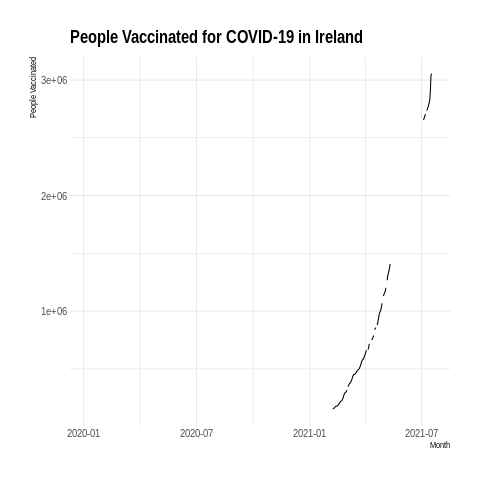 People Vaccinated for COVID-19 in Ireland
People Vaccinated
3e+06
2e+06
1e+06
2020-01 2020-07 2021-01 2021-07
Month